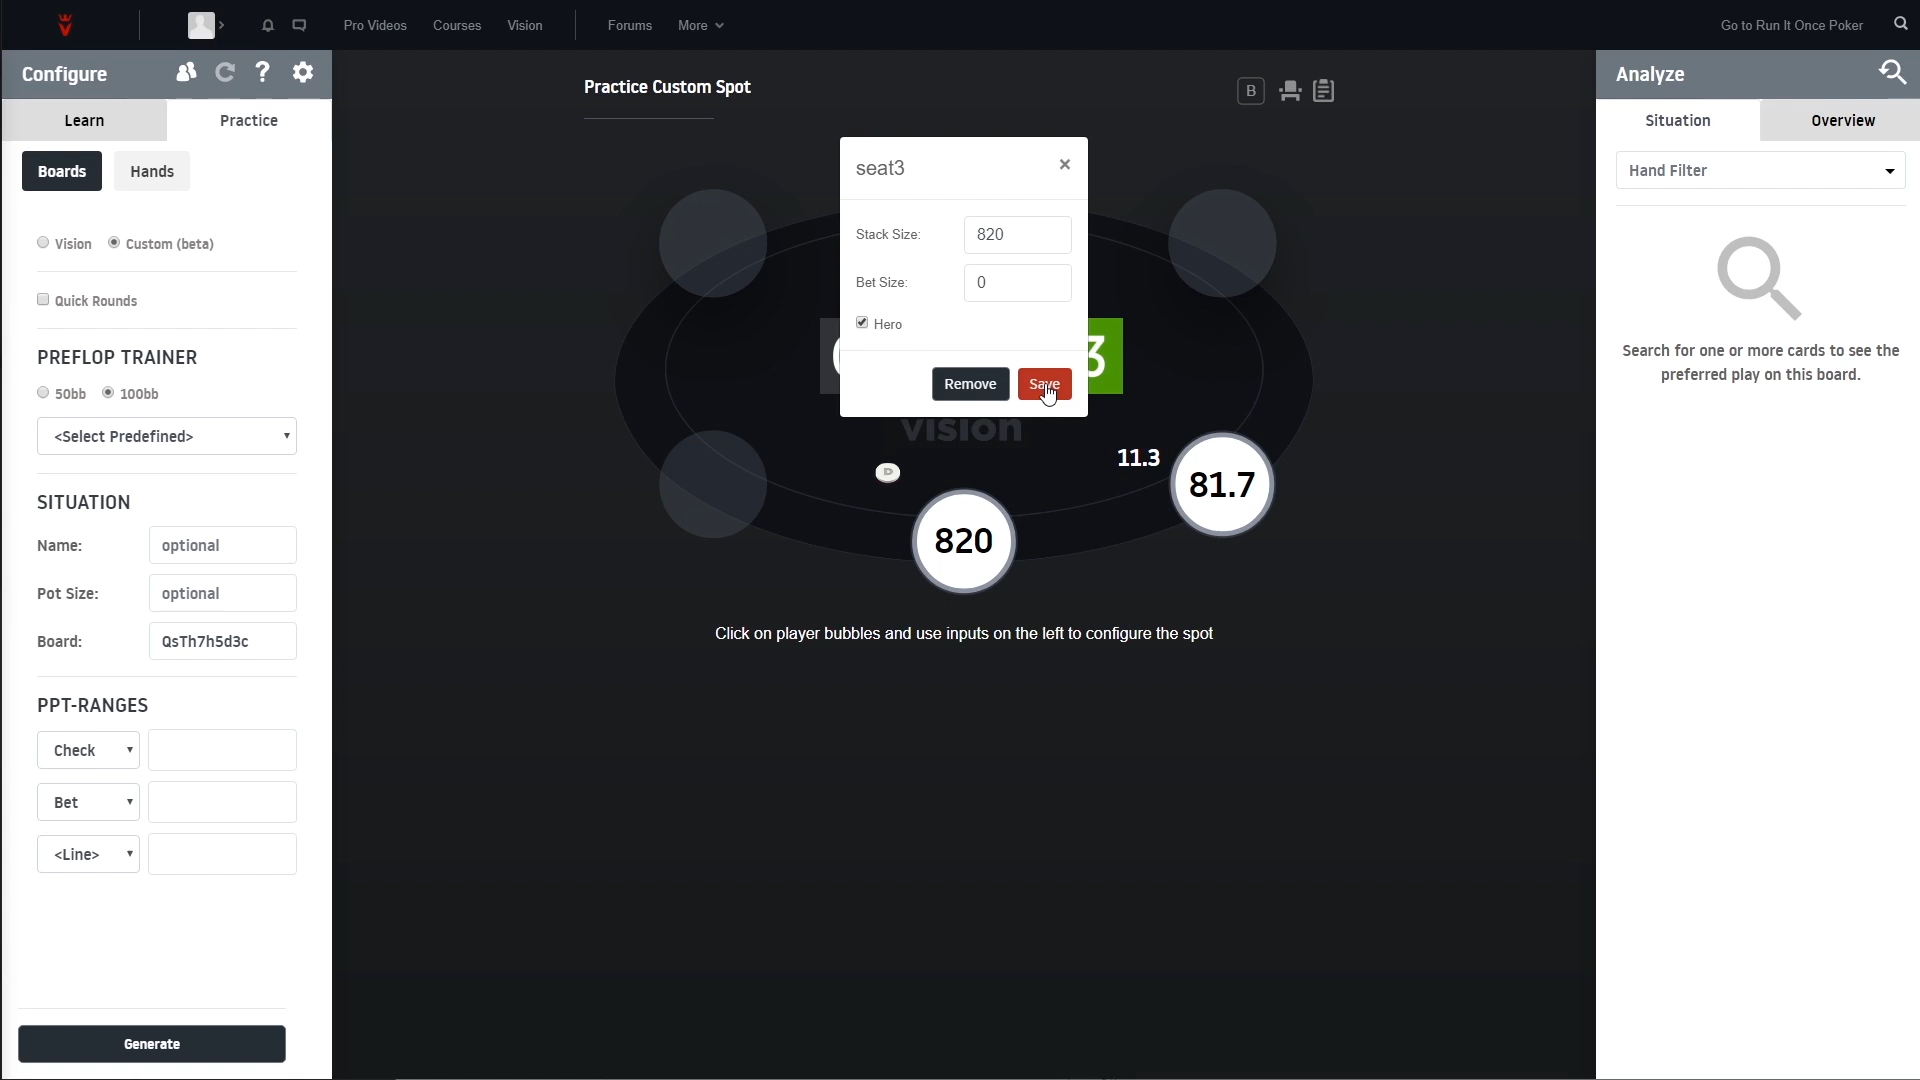 Pro Videos Courses Vision Forums More Go to Run It Once Poker
Configure
Learn Practice
Boards Hands
Vision Custom (beta)
Quick Rounds
PREFLOP TRAINER
50bb 100bb
<Select Predefined>
SITUATION
Name: optional
Pot Size: optional
Board: QsTh7h5d3c
PPT-RANGES
Check
Bet
<Line>
Generate
Practice Custom Spot
B
seat3
Stack Size: 820
Bet Size: 0
Hero
Remove Save
3
vision
D
11.3
81.7
820
Click on player bubbles and use inputs on the left to configure the spot
Analyze
Situation Overview
Hand Filter
Search for one or more cards to see the
preferred play on this board.